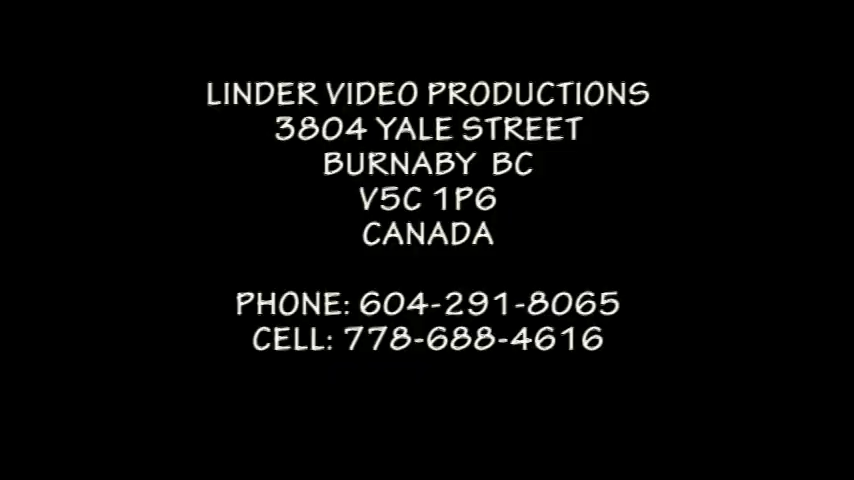 LINDER VIDEO PRODUCTIONS
3804 YALE STREET
BURNABY BC
V5C 1P6
CANADA
PHONE: 604-291-8065
CELL: 778-688-4616